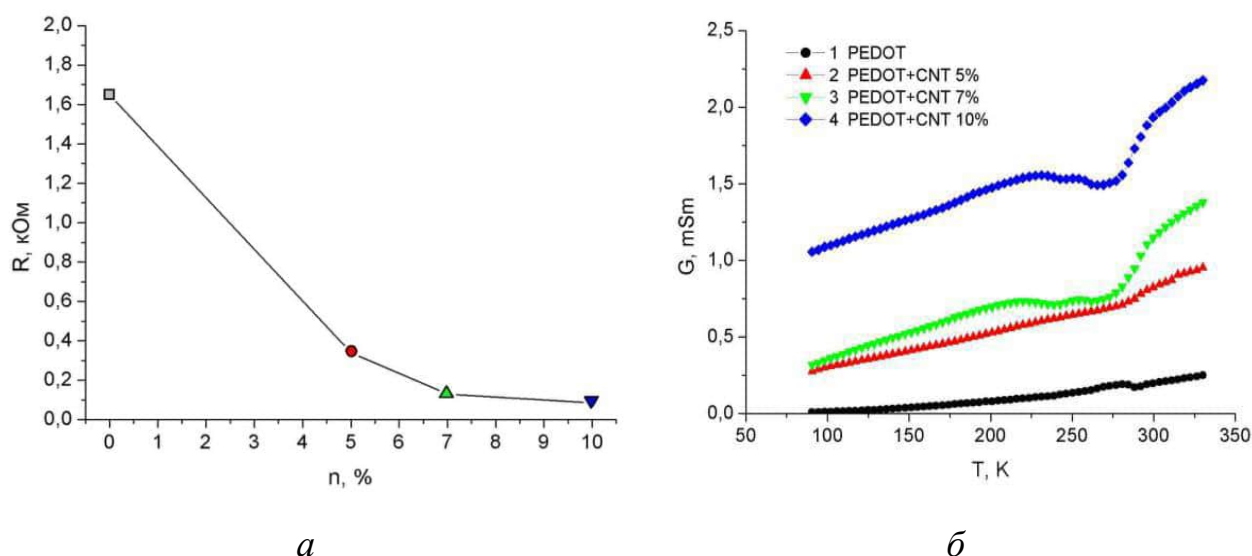 2,0
1,8
1,6
1,4
1,2
1,0
0,8
0,6
0,4
0,2
0,0
R, кОм
0 1 2 3 4 5 6 7 8 9 10
n, %
а
2,5
2,0
1,5
1,0
0,5
0,0
G, mSm
1 PEDOT
2 PEDOT+CNT 5%
3 PEDOT+CNT 7%
4 PEDOT+CNT 10%
50 100 150 200 250 300 350
T, K
б